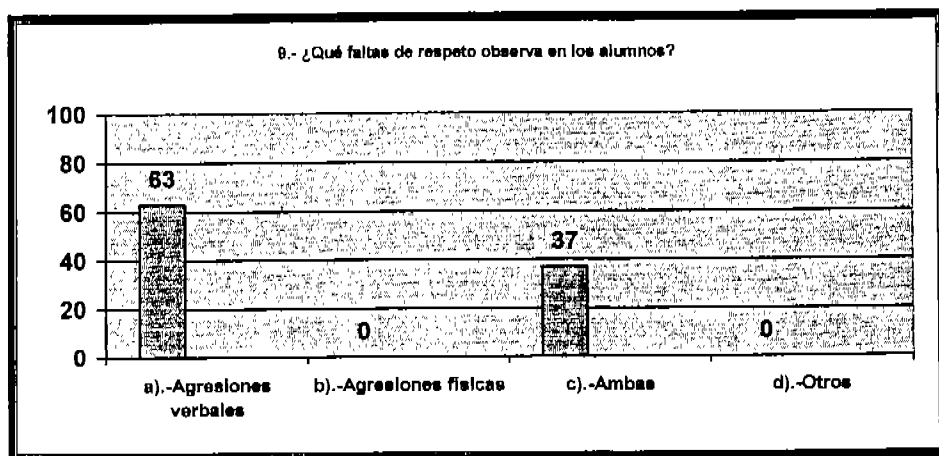 9.- ¿Qué faltas de respeto observa en los alumnos?
100
80
63
60
40
37
20
0
0
0
a).-Agresiones verbales
b).-Agresiones físicas
c).-Ambas
d).-Otros